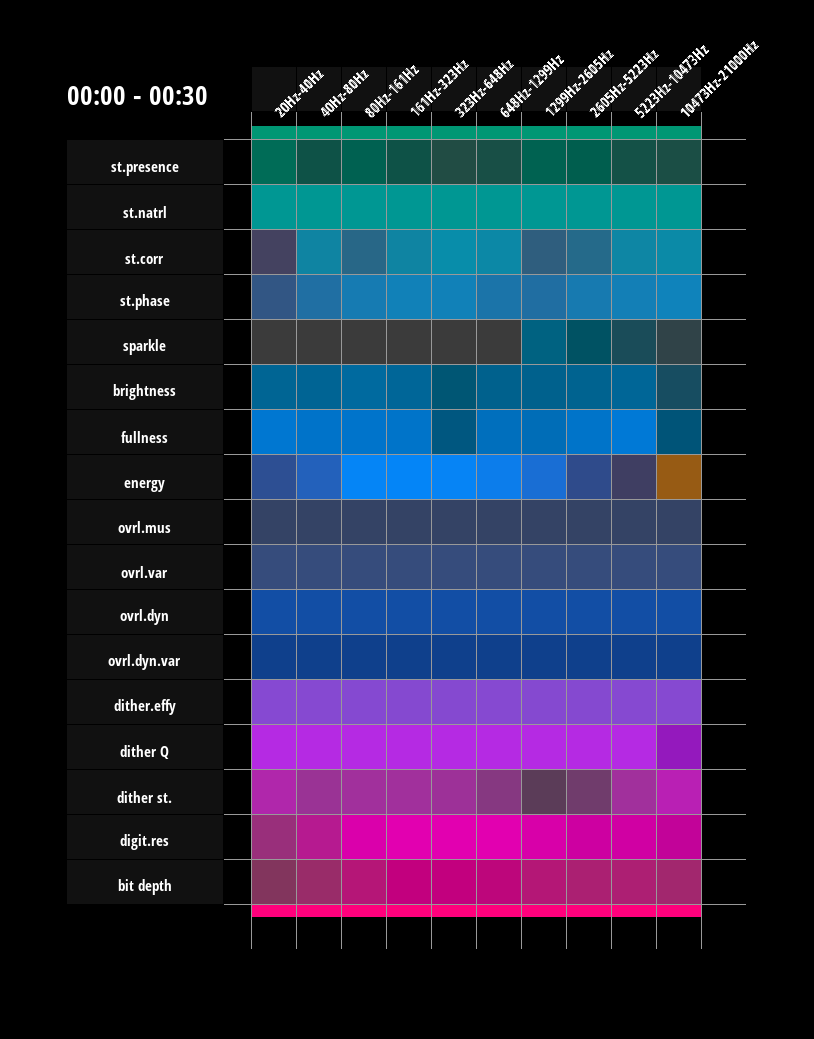 00:00 - 00:30
20Hz-40Hz
40Hz-80Hz
80Hz-161Hz
161Hz-323Hz
323Hz-648Hz
648Hz-1299Hz
1299Hz-2605Hz
2605Hz-5223Hz
5223Hz-10473Hz
10473Hz-21000Hz
st.presence
st.natrl
st.corr
st.phase
sparkle
brightness
fullness
energy
ovrl.mus
ovrl.var
ovrl.dyn
ovrl.dyn.var
dither.effy
dither Q
dither st.
digit.res
bit depth